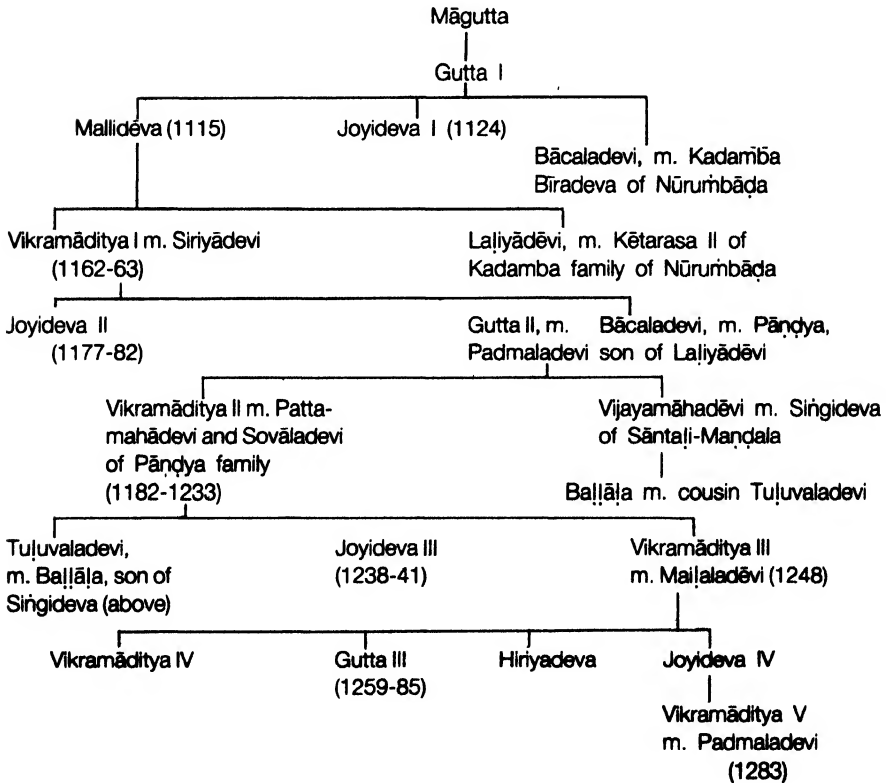 Māgutta
Gutta I
Mallidēva (1115)
Joyideva I (1124)
Bācaladevi, m. Kadaṁba
Bīradeva of Nūruṁbāḍa
Vikramāditya I m. Siriyādevi
(1162-63)
Laḷiyādēvi, m. Kētarasa II of
Kadamba family of Nūruṁbāḍa
Joyideva II
(1177-82)
Gutta II, m.
Padmaladevi
Bācaladevi, m. Pāṇḍya,
son of Laḷiyādēvi
Vikramāditya II m. Patta-
mahādevi and Sovāladevi
of Pāṇḍya family
(1182-1233)
Vijayamāhadēvi m. Siṅgideva
of Sāntaḷi-Maṇḍala
Baḷḷāḷa m. cousin Tuḷuvaladevi
Tuḷuvaladevi,
m. Baḷḷāḷa, son of
Siṅgideva (above)
Joyideva III
(1238-41)
Vikramāditya III
m. Maiḷaladēvi (1248)
Vikramāditya IV
Gutta III
(1259-85)
Hiriyadeva
Joyideva IV
Vikramāditya V
m. Padmaladevi
(1283)